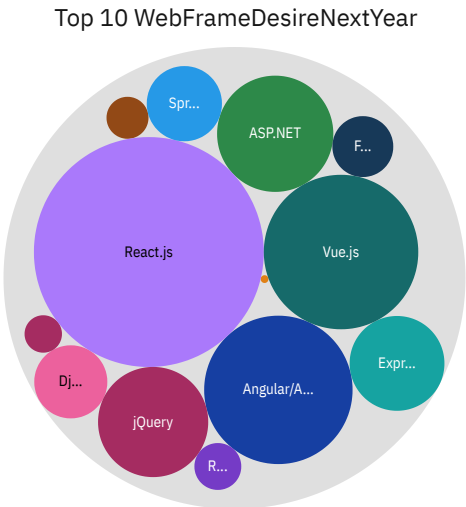 Top 10 WebFrameDesireNextYear
Spr...
ASP.NET
F...
React.js
Vue.js
Expr...
Angular/A...
Dj...
jQuery
R...